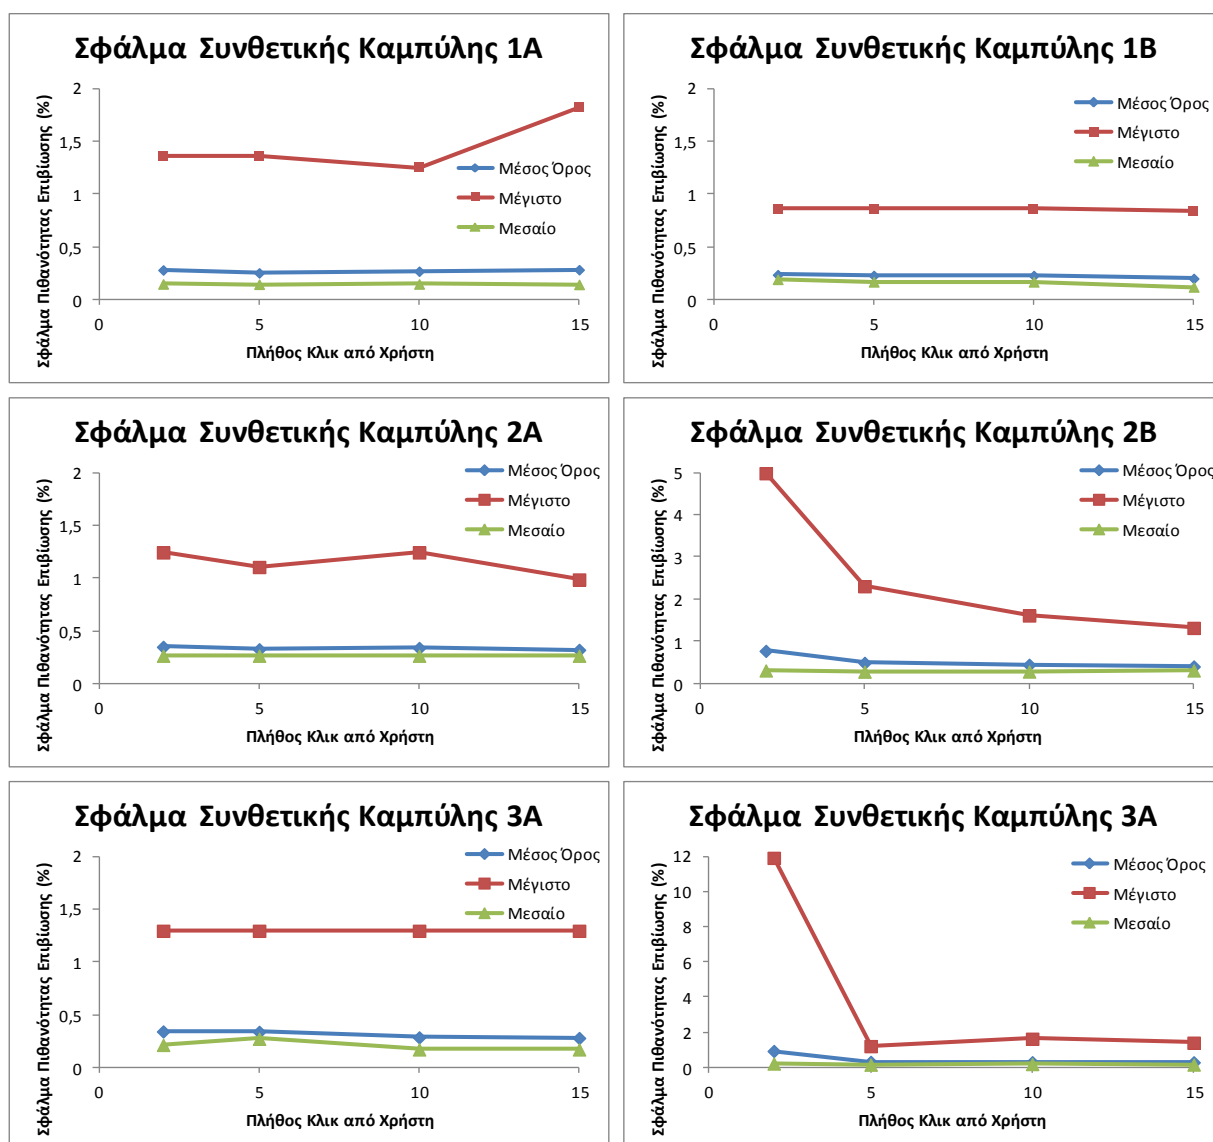 Σφάλμα Συνθετικής Καμπύλης 1Α
Σφάλμα Πιθανότητας Επιβίωσης (%)
2
1,5
1
0,5
0
0
5
10
15
Μέσος Όρος
Μέγιστο
Μεσαίο
Πλήθος Κλικ από Χρήστη
Σφάλμα Συνθετικής Καμπύλης 1Β
Σφάλμα Πιθανότητας Επιβίωσης (%)
2
1,5
1
0,5
0
0
5
10
15
Μέσος Όρος
Μέγιστο
Μεσαίο
Πλήθος Κλικ από Χρήστη
Σφάλμα Συνθετικής Καμπύλης 2Α
Σφάλμα Πιθανότητας Επιβίωσης (%)
2
1,5
1
0,5
0
0
5
10
15
Μέσος Όρος
Μέγιστο
Μεσαίο
Πλήθος Κλικ από Χρήστη
Σφάλμα Συνθετικής Καμπύλης 2Β
Σφάλμα Πιθανότητας Επιβίωσης (%)
5
4
3
2
1
0
0
5
10
15
Μέσος Όρος
Μέγιστο
Μεσαίο
Πλήθος Κλικ από Χρήστη
Σφάλμα Συνθετικής Καμπύλης 3Α
Σφάλμα Πιθανότητας Επιβίωσης (%)
2
1,5
1
0,5
0
0
5
10
15
Μέσος Όρος
Μέγιστο
Μεσαίο
Πλήθος Κλικ από Χρήστη
Σφάλμα Συνθετικής Καμπύλης 3Α
Σφάλμα Πιθανότητας Επιβίωσης (%)
12
10
8
6
4
2
0
0
5
10
15
Μέσος Όρος
Μέγιστο
Μεσαίο
Πλήθος Κλικ από Χρήστη